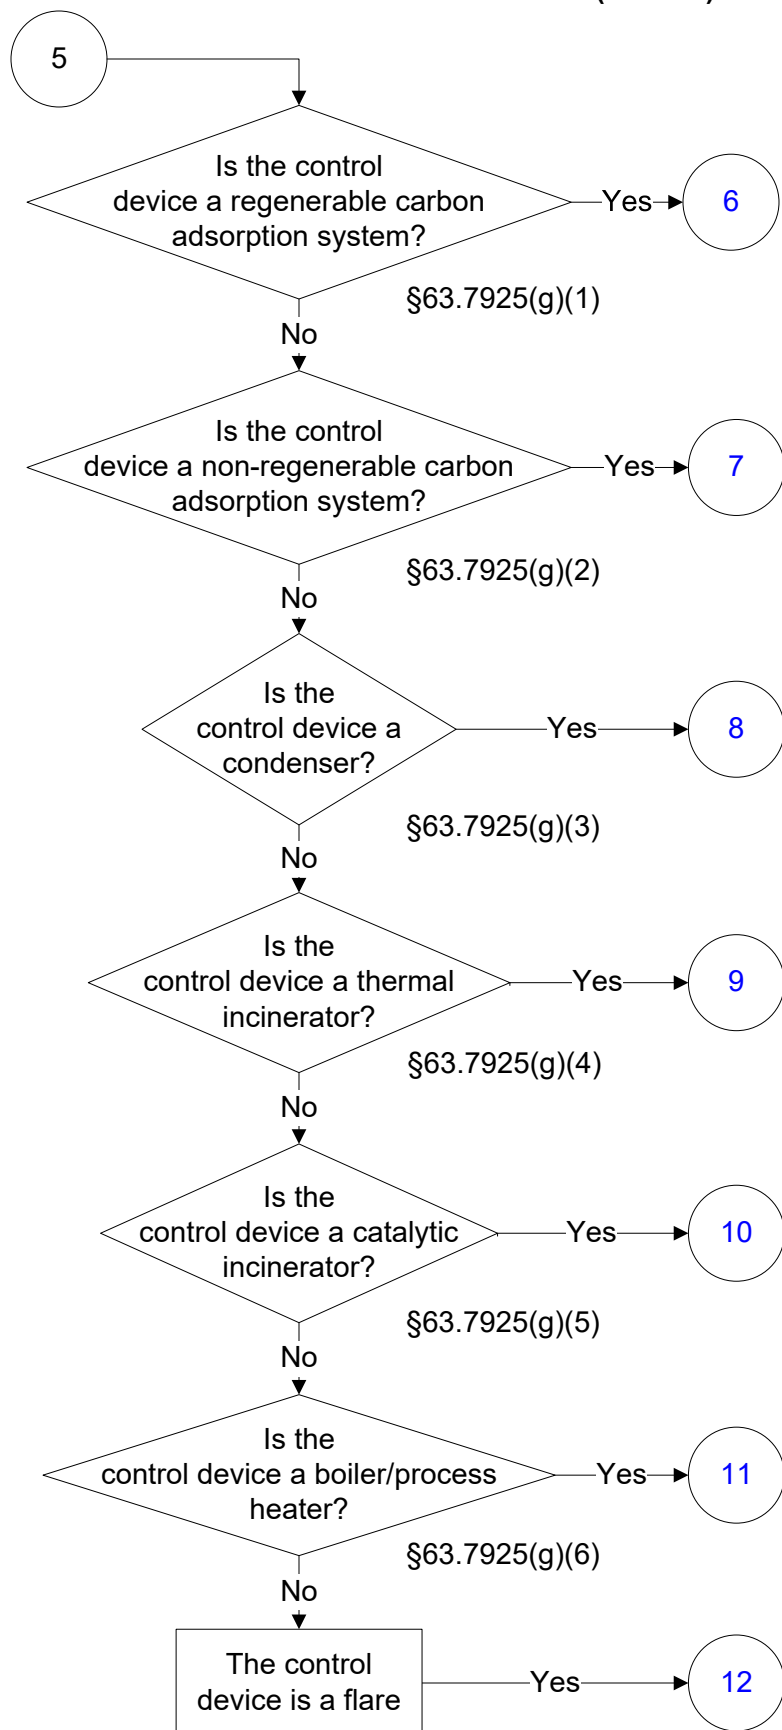 5
Is the control
device a regenerable carbon
adsorption system?
Yes
6
§63.7925(g)(1)
No
Is the control
device a non-regenerable carbon
adsorption system?
Yes
7
§63.7925(g)(2)
No
Is the
control device a
condenser?
Yes
8
§63.7925(g)(3)
No
Is the
control device a thermal
incinerator?
Yes
9
§63.7925(g)(4)
No
Is the
control device a catalytic
incinerator?
Yes
10
§63.7925(g)(5)
No
Is the
control device a boiler/process
heater?
Yes
11
§63.7925(g)(6)
No
The control
device is a flare
Yes
12